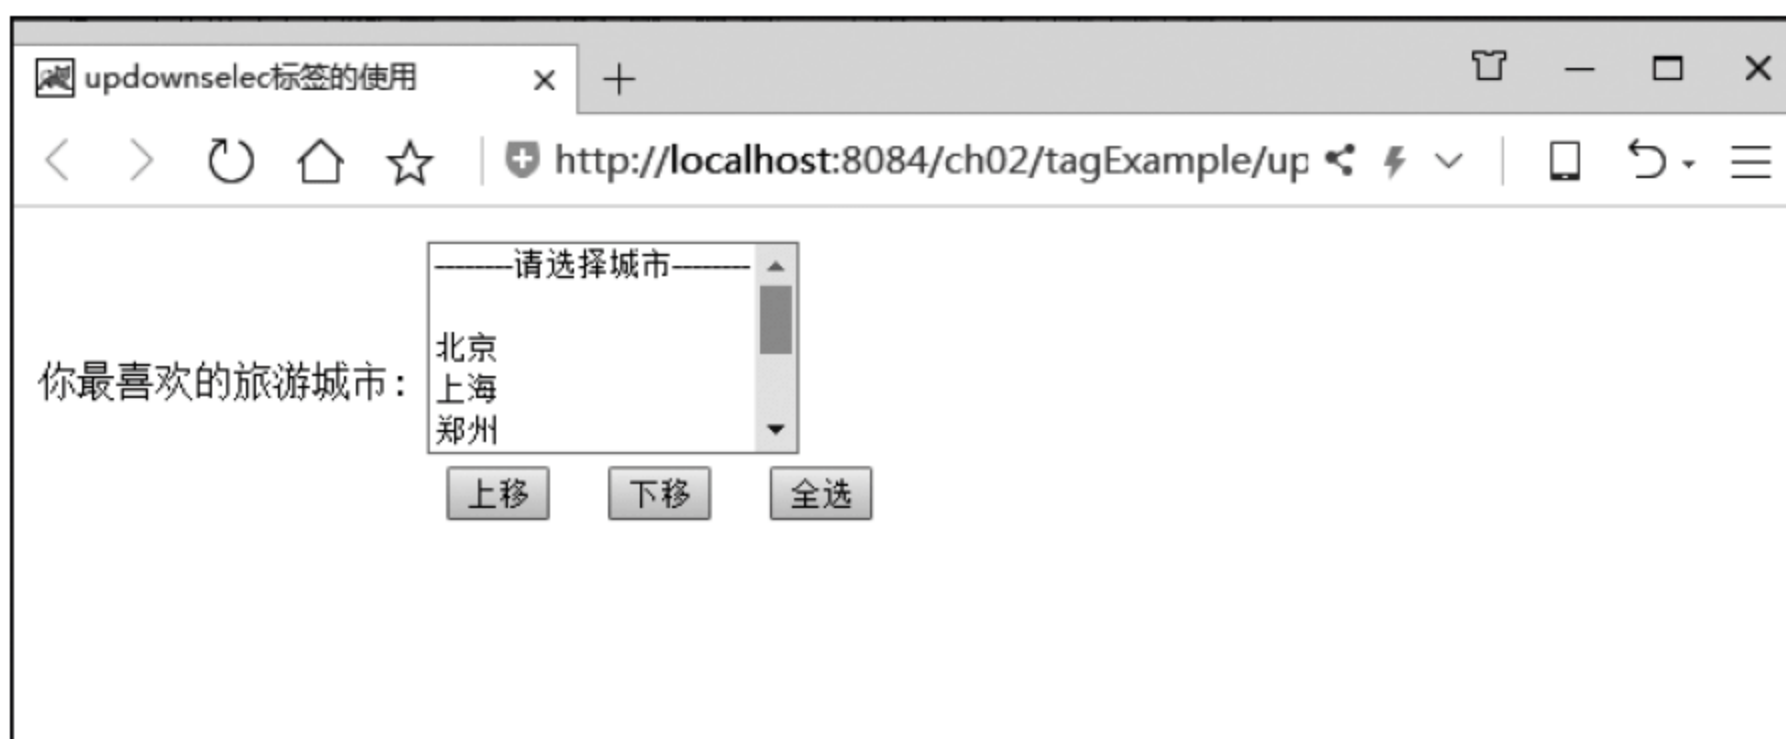 updownselec标签的使用
http://localhost:8084/ch02/tagExample/up
--------请选择城市--------
北京
你最喜欢的旅游城市:
上海
郑州
上移 下移 全选